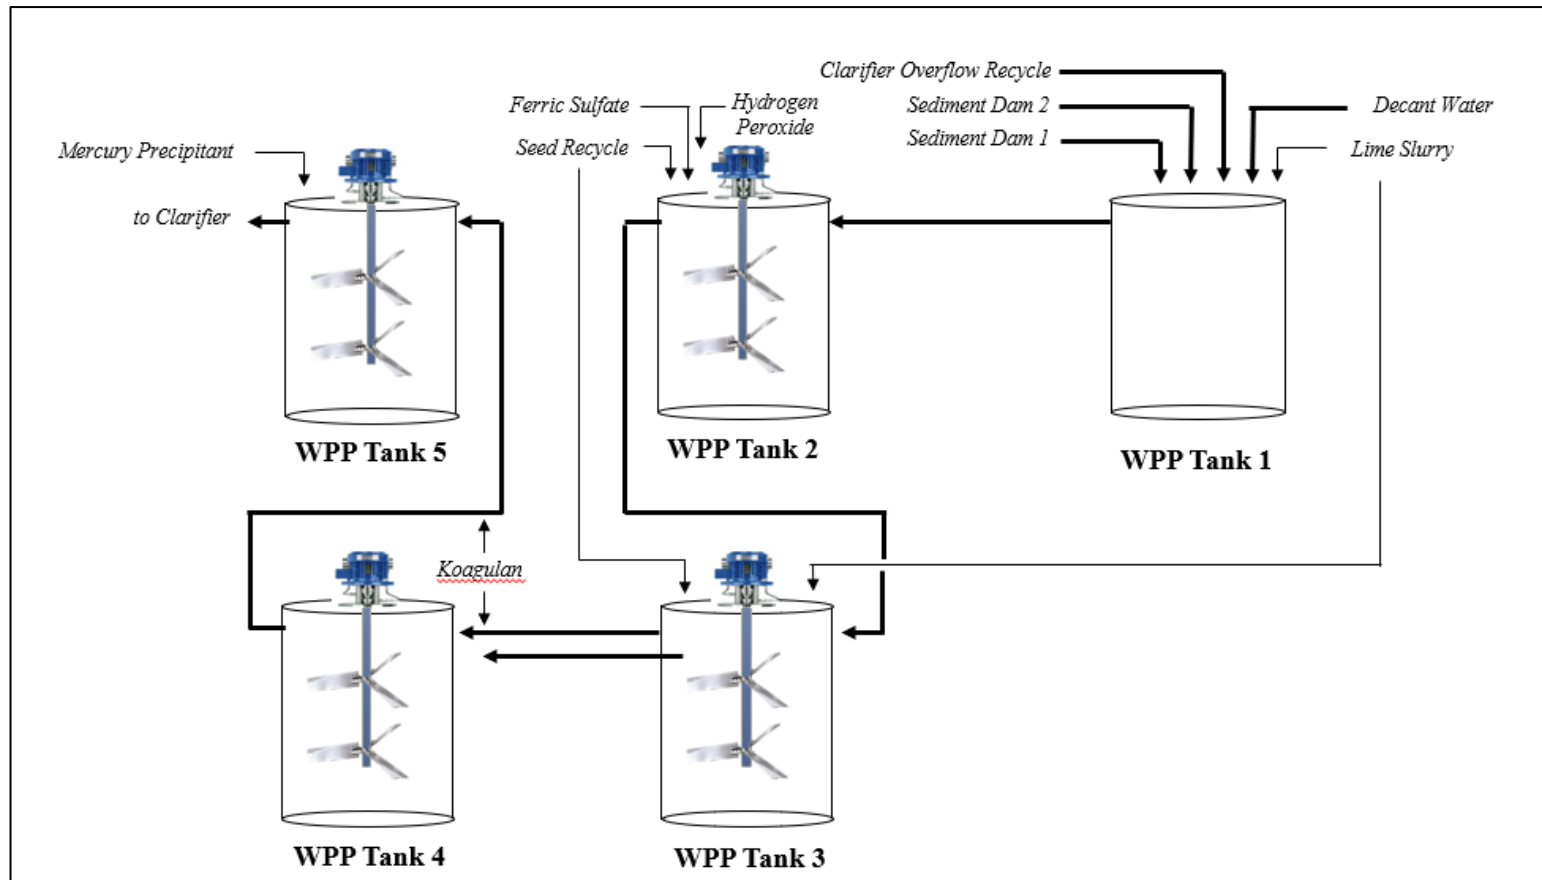 Clarifier Overflow Recycle
Ferric Sulfate
Hydrogen
Peroxide
Sediment Dam 2
Decant Water
Mercury Precipitant
Seed Recycle
Sediment Dam 1
Lime Slurry
to Clarifier
WPP Tank 5
WPP Tank 2
WPP Tank 1
Koagulan
WPP Tank 4
WPP Tank 3